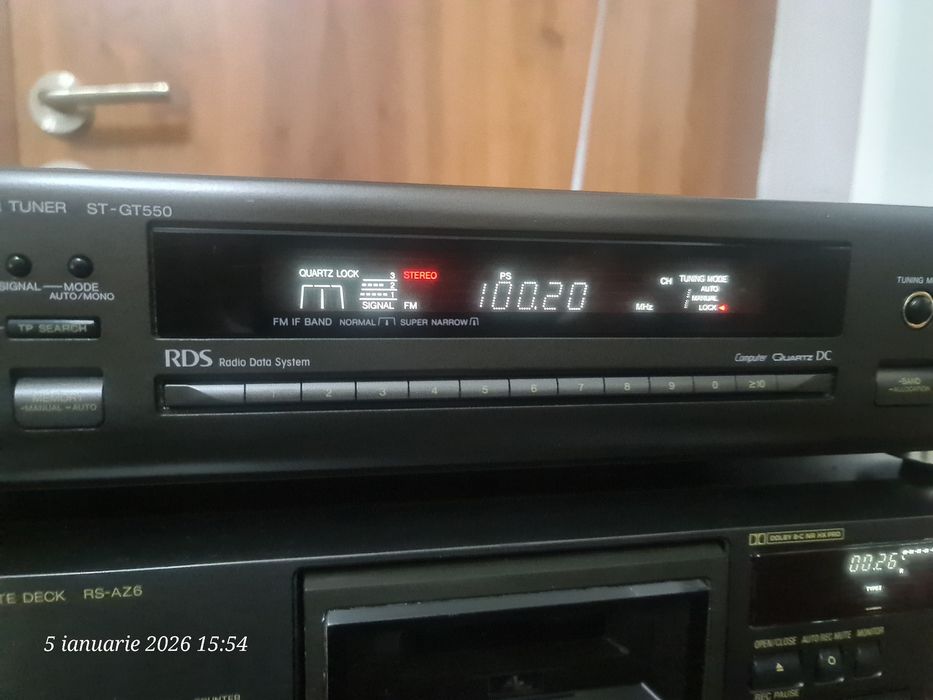 TUNER ST-GT550
SIGNAL MODE
AUTO/MONO
TP SEARCH
MEMORY
-MANUAL -AUTO
QUARTZ LOCK
3
2
1
SIGNAL
STEREO
FM
PS
100.20
MHz
CH
1
TUNING MODE
AUTO
MANUAL
LOCK
FM IF BAND NORMAL SUPER NARROW
TUNING M
RDS Radio Data System
Computer QUARTZ DC
1 2 3 4 5 6 7 8 9 0 ≥10
-BAND
TE DECK RS-AZ6
DOLBY B-C NR HX PRO
00.26
OPEN/CLOSE AUTO REC MUTE MONITOR
REC PAUSE
COUNTER
5 ianuarie 2026 15:54